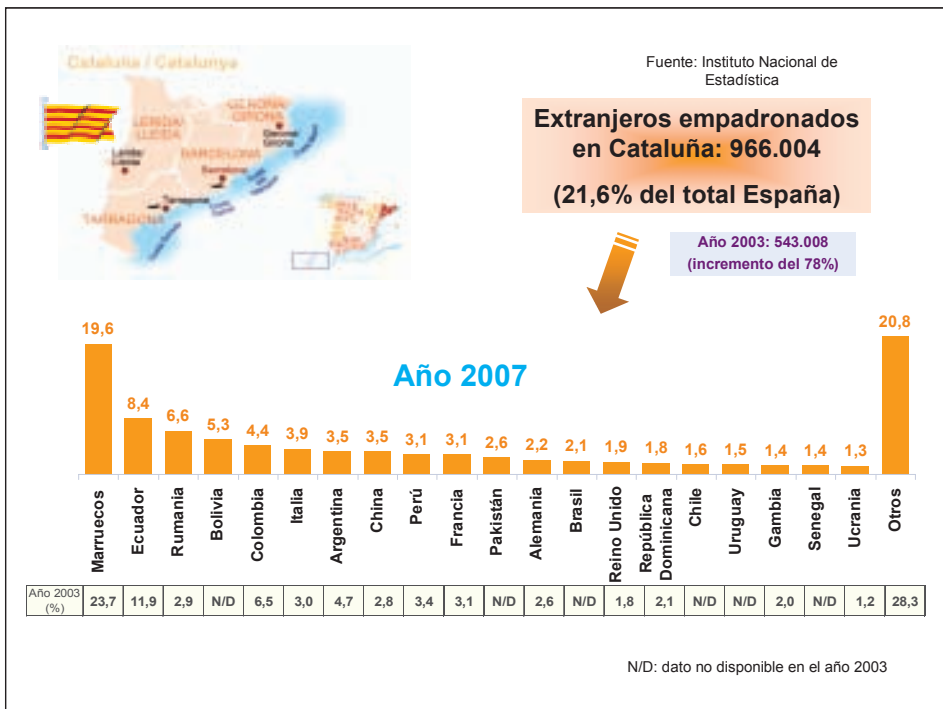 Cataluña / Catalunya
Fuente: Instituto Nacional de
Estadística
Extranjeros empadronados
en Cataluña: 966.004
(21,6% del total España)
Año 2003: 543.008
(incremento del 78%)
GERONA/
GIRONA
LERIDA/
LLEIDA
BARCELONA
Barcelona
Tarragona
TARRAGONA
Año 2007
19,6
8,4
6,6
5,3
4,4
3,9
3,5
3,5
3,1
3,1
2,6
2,2
2,1
1,9
1,8
1,6
1,5
1,4
1,4
1,3
20,8
Marruecos
Ecuador
Rumania
Bolivia
Colombia
Italia
Argentina
China
Perú
Francia
Pakistán
Alemania
Brasil
Reino Unido
República
Dominicana
Chile
Uruguay
Gambia
Senegal
Ucrania
Otros
Año 2003
(%)
23,7 11,9 2,9 N/D 6,5 3,0 4,7 2,8 3,4 3,1 N/D 2,6 N/D 1,8 2,1 N/D N/D 2,0 N/D 1,2 28,3
N/D: dato no disponible en el año 2003